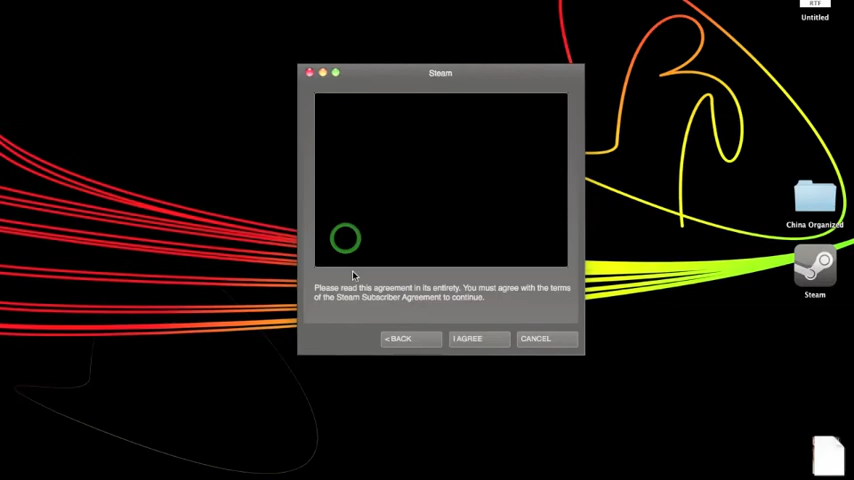 RTF
Untitled
Steam
China Organized
Please read this agreement in its entirety. You must agree with the terms
of the Steam Subscriber Agreement to continue.
Steam
< BACK
I AGREE
CANCEL